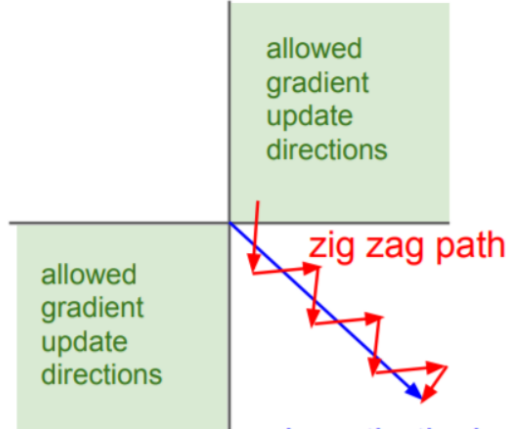 allowed
gradient
update
directions
zig zag path
allowed
gradient
update
directions